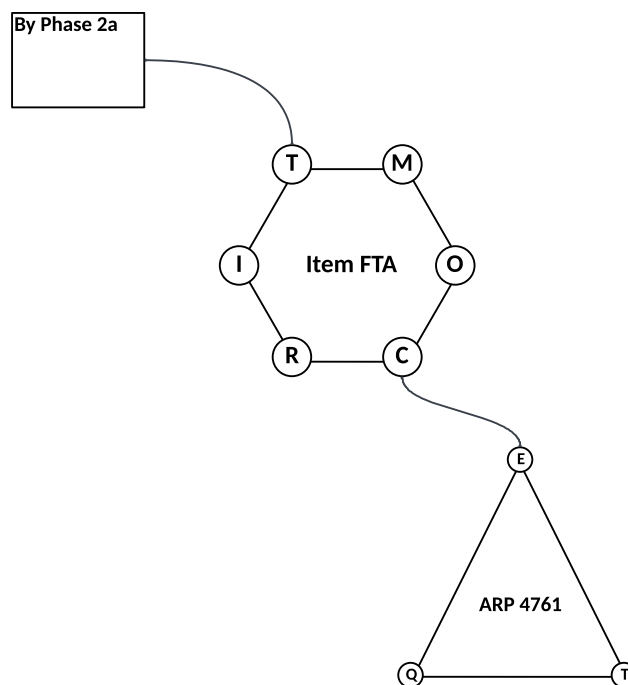 By Phase 2a
T M
I Item FTA O
R C
E
ARP 4761
Q T